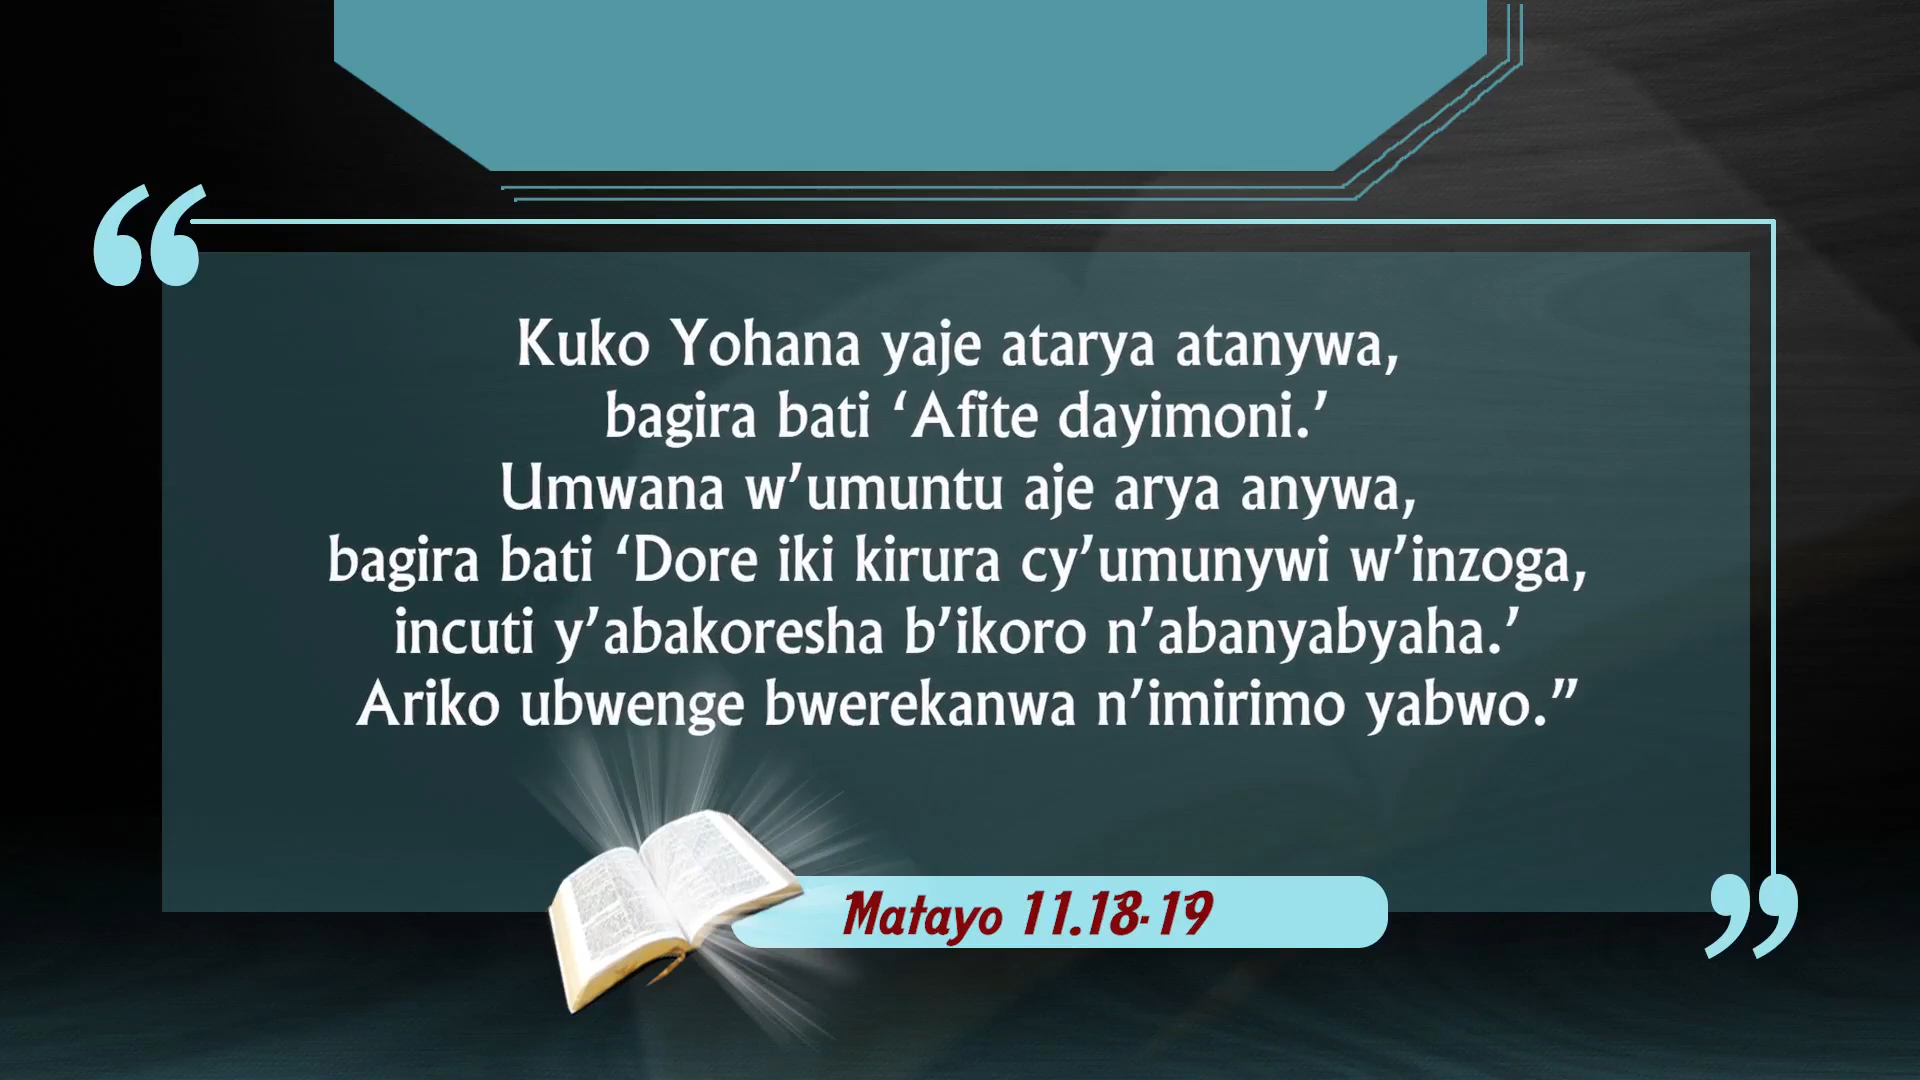 Kuko Yohana yaje atarya atanywa,
bagira bati ‘Afite dayimoni.’
Umwana w’umuntu aje arya anywa,
bagira bati ‘Dore iki kirura cy’umunywi w’inzoga,
incuti y’abakoresha b’ikoro n’abanyabyaha.’
Ariko ubwenge bwerekanwa n’imirimo yabwo.”
Matayo 11.18-19